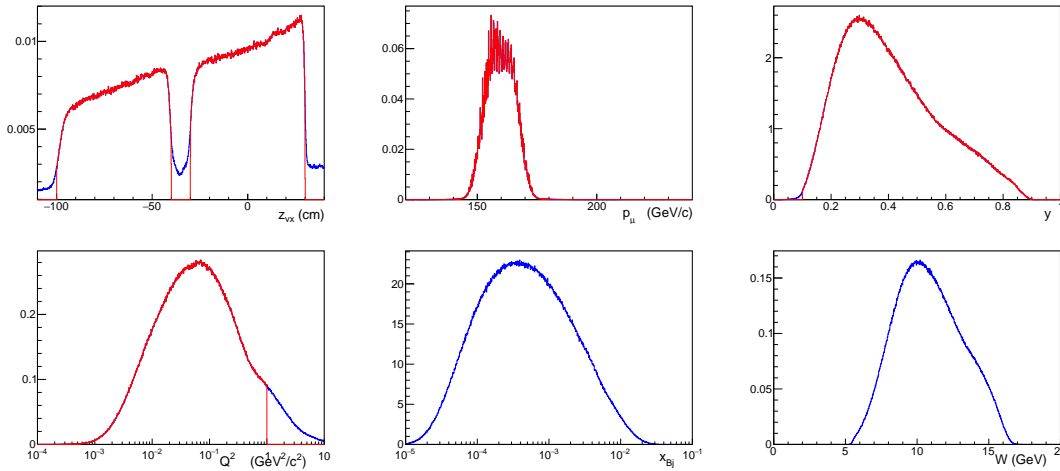 0.01
0.005
−100 −50 0
z_vx (cm)
0.06
0.04
0.02
0
150 200
p_μ (GeV/c)
2
1
0
0 0.2 0.4 0.6 0.8 1
y
0.2
0.1
0
10^−4 10^−3 10^−2 10^−1 1 10
Q^2 (GeV^2/c^2)
20
15
10
5
0
10^−5 10^−4 10^−3 10^−2 10^−1
x_Bj
0.15
0.1
0.05
0
0 5 10 15 20
W (GeV)